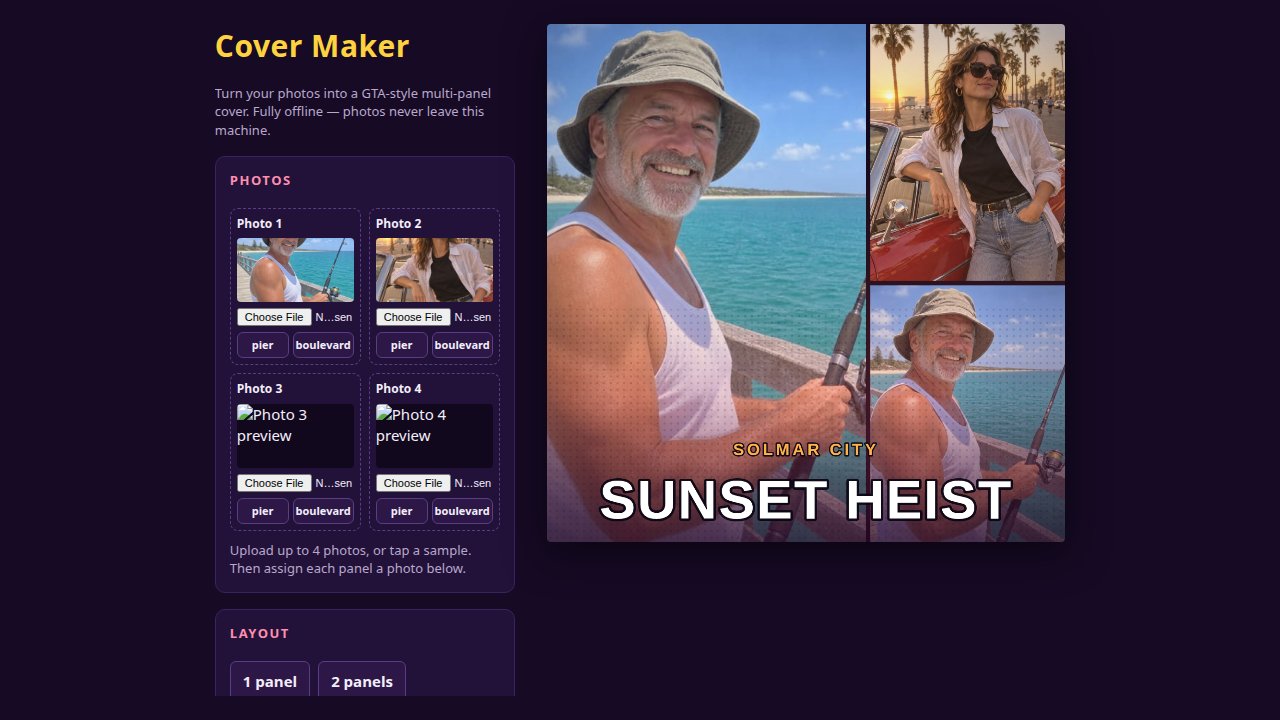 Cover Maker
Turn your photos into a GTA-style multi-panel
cover. Fully offline — photos never leave this
machine.
PHOTOS
Photo 1
Photo 2
Choose File N…sen
Choose File N…sen
pier boulevard
pier boulevard
Photo 3
Photo 4
Photo 3
preview
Photo 4
preview
Choose File N…sen
Choose File N…sen
pier boulevard
pier boulevard
Upload up to 4 photos, or tap a sample.
Then assign each panel a photo below.
LAYOUT
1 panel 2 panels
SOLMAR CITY
SUNSET HEIST